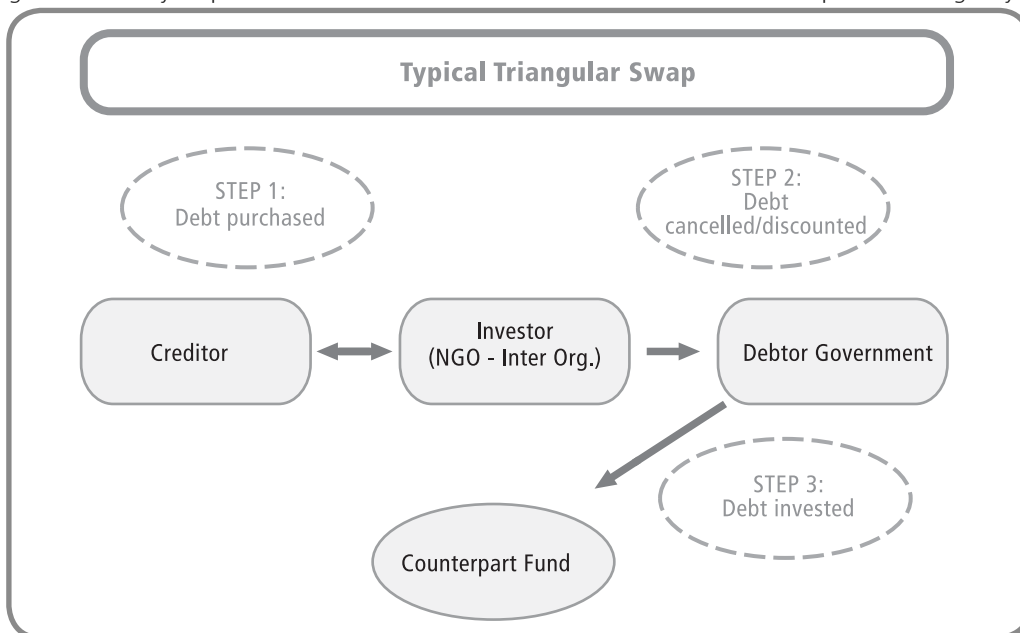 Typical Triangular Swap
STEP 1:
Debt purchased
STEP 2:
Debt
cancelled/discounted
Creditor
Investor
(NGO - Inter Org.)
Debtor Government
STEP 3:
Debt invested
Counterpart Fund